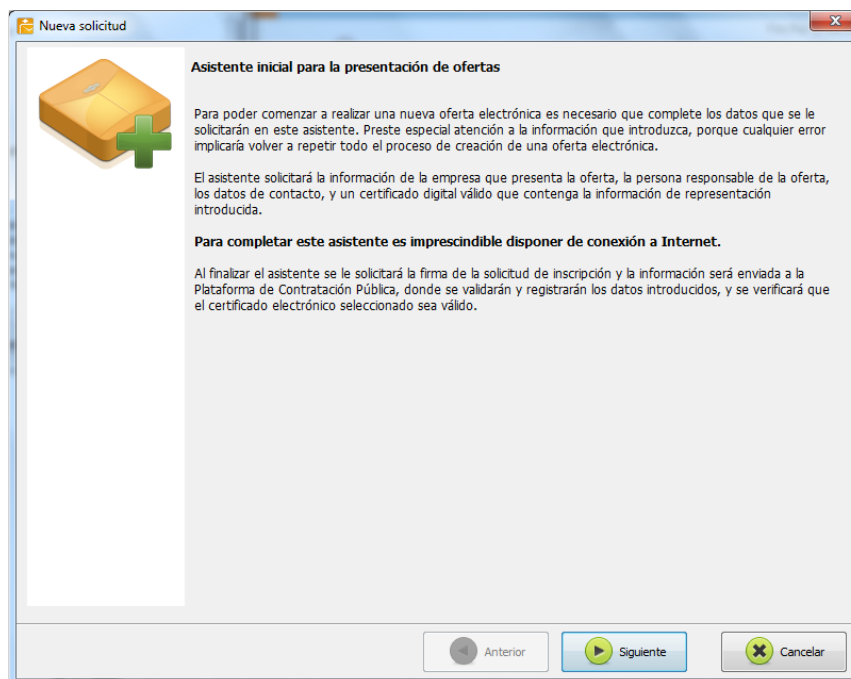 Nueva solicitud
Asistente inicial para la presentación de ofertas
Para poder comenzar a realizar una nueva oferta electrónica es necesario que complete los datos que se le
solicitarán en este asistente. Preste especial atención a la información que introduzca, porque cualquier error
implicaría volver a repetir todo el proceso de creación de una oferta electrónica.
El asistente solicitará la información de la empresa que presenta la oferta, la persona responsable de la oferta,
los datos de contacto, y un certificado digital válido que contenga la información de representación
introducida.
Para completar este asistente es imprescindible disponer de conexión a Internet.
Al finalizar el asistente se le solicitará la firma de la solicitud de inscripción y la información será enviada a la
Plataforma de Contratación Pública, donde se validarán y registrarán los datos introducidos, y se verificará que
el certificado electrónico seleccionado sea válido.
Anterior
Siguiente
Cancelar